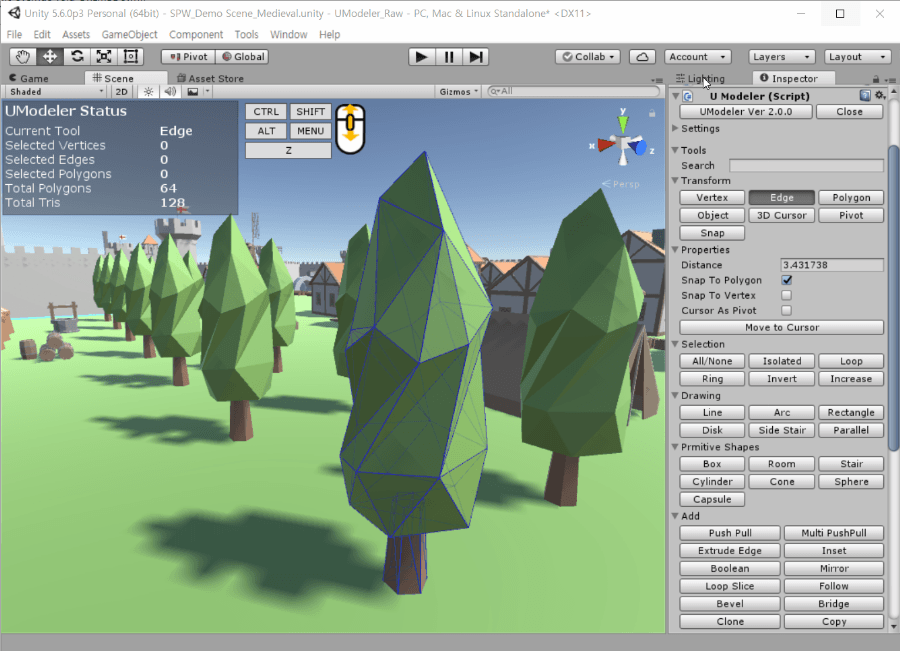 Unity 5.6.0p3 Personal (64bit) - SPW_Demo Scene_Medieval.unity - UModeler_Raw - PC, Mac & Linux Standalone* <DX11>
File Edit Assets GameObject Component Tools Window Help
Pivot Global Collab Account Layers Layout
Game Scene Asset Store Lighting Inspector
Shaded 2D Gizmos All
UModeler Status
Current Tool Edge
Selected Vertices 0
Selected Edges 0
Selected Polygons 0
Total Polygons 64
Total Tris 128
CTRL SHIFT
ALT MENU
Z
y
x z
Persp
U Modeler (Script)
UModeler Ver 2.0.0 Close
Settings
Tools
Search
Transform
Vertex Edge Polygon
Object 3D Cursor Pivot
Snap
Properties
Distance 3.431738
Snap To Polygon
Snap To Vertex
Cursor As Pivot
Move to Cursor
Selection
All/None Isolated Loop
Ring Invert Increase
Drawing
Line Arc Rectangle
Disk Side Stair Parallel
Prmitive Shapes
Box Room Stair
Cylinder Cone Sphere
Capsule
Add
Push Pull Multi PushPull
Extrude Edge Inset
Boolean Mirror
Loop Slice Follow
Bevel Bridge
Clone Copy